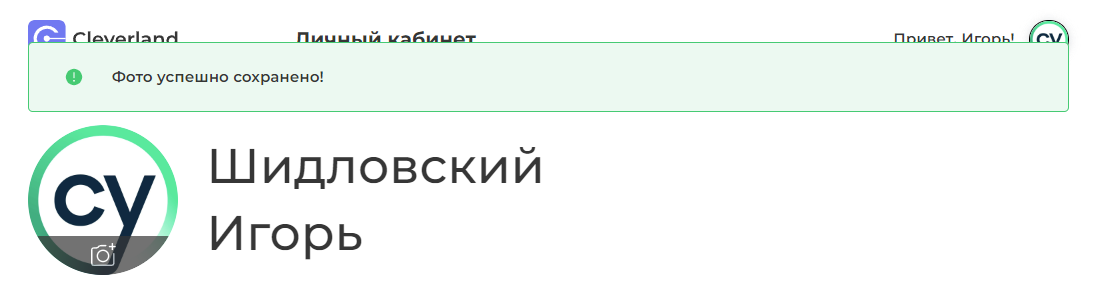 Cleverland
Личный кабинет
Привет, Игорь!
cy
Фото успешно сохранено!
cy
Шидловский
Игорь